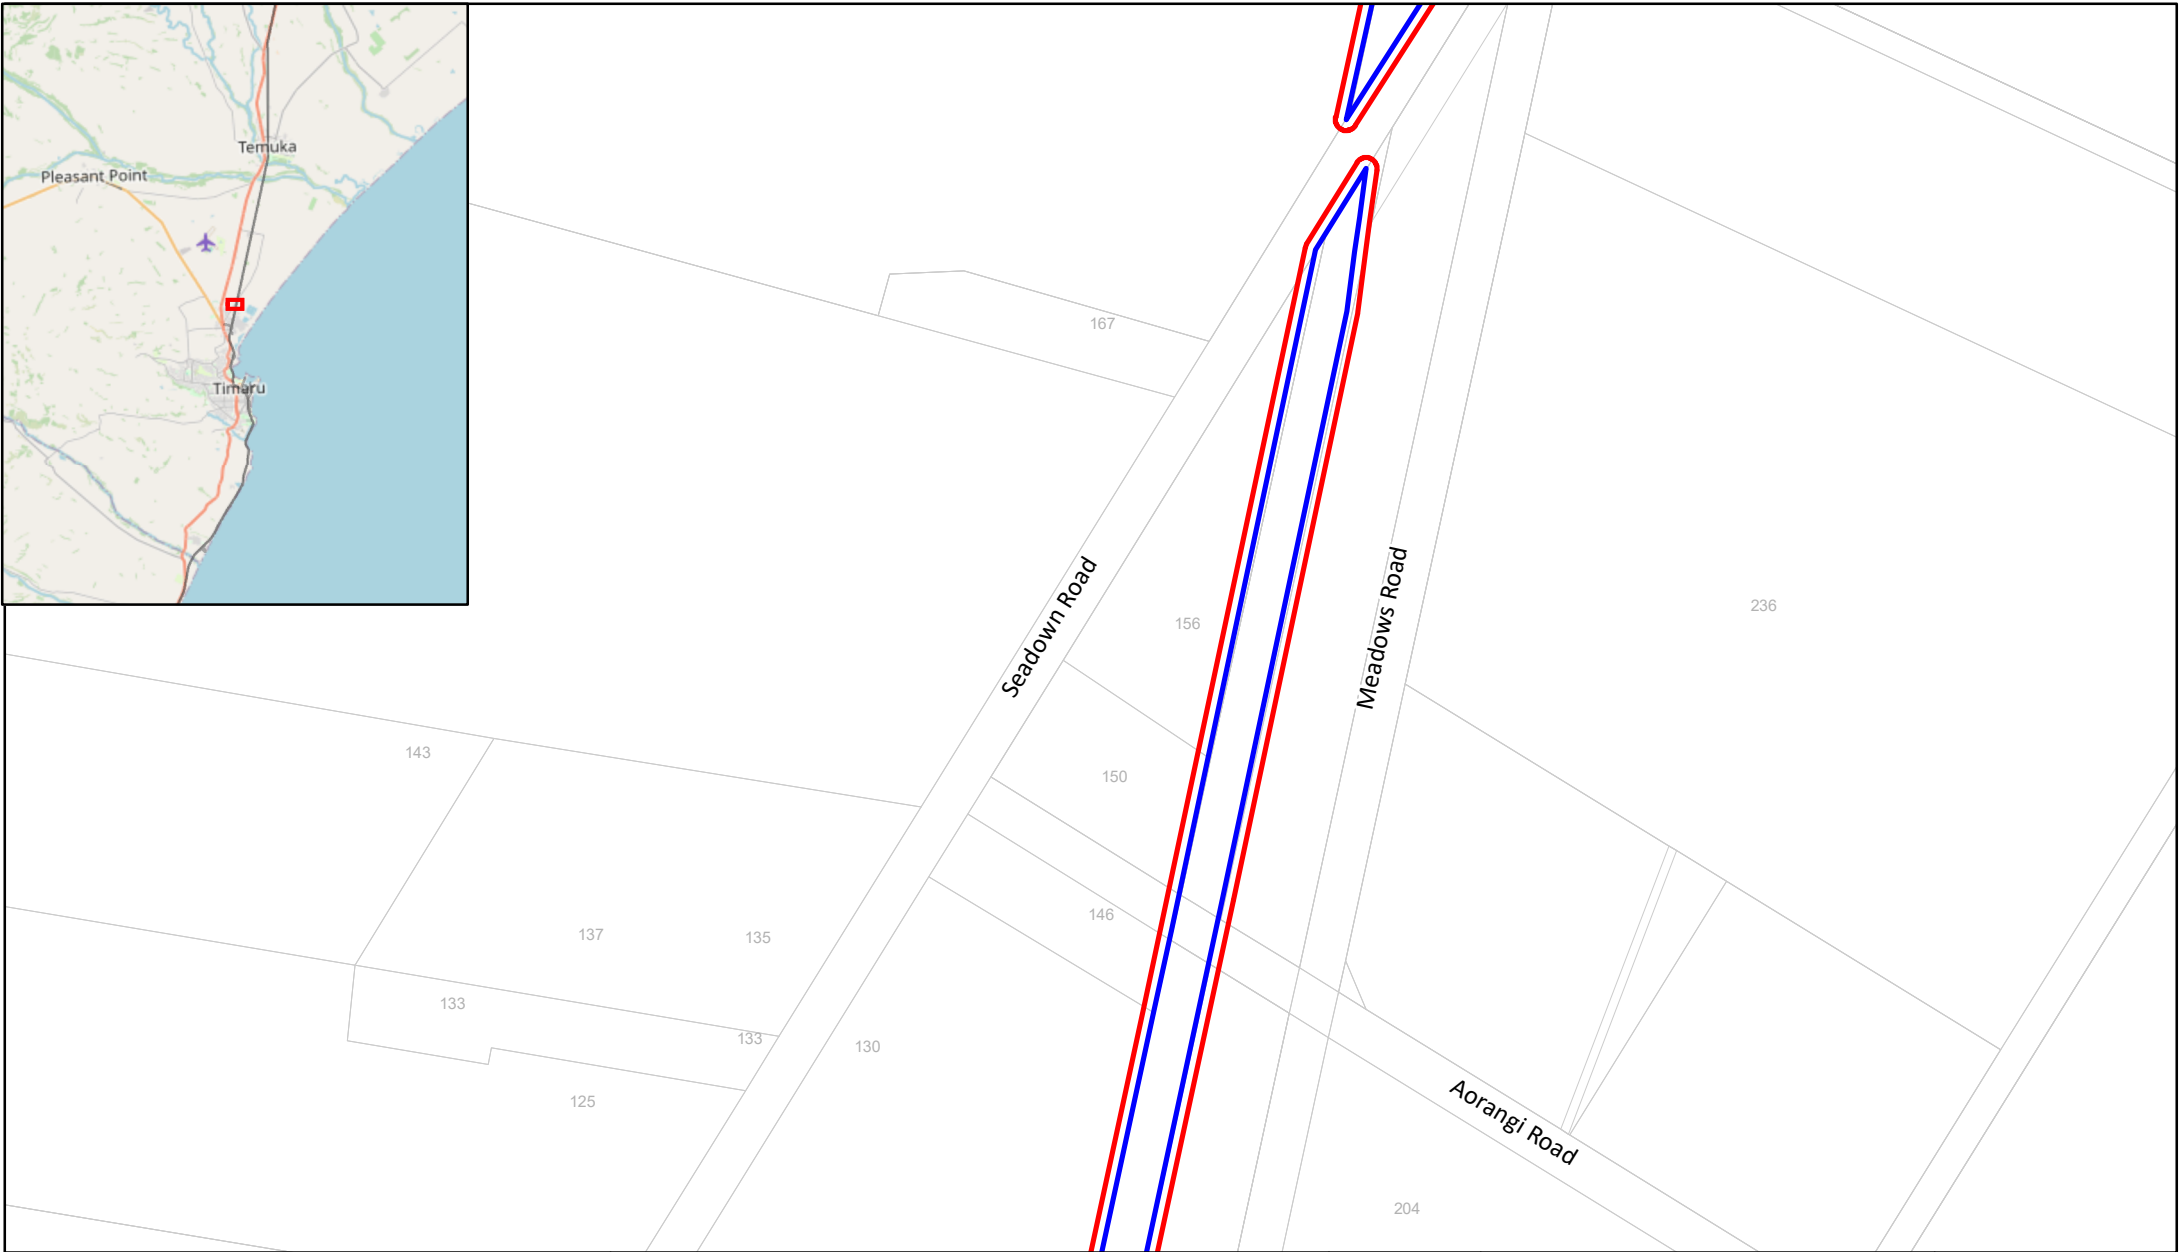 Temuka
Pleasant Point
Timaru
167
Seadown Road
Meadows Road
156
236
143
150
146
137
135
133
133
130
125
Aorangi Road
204